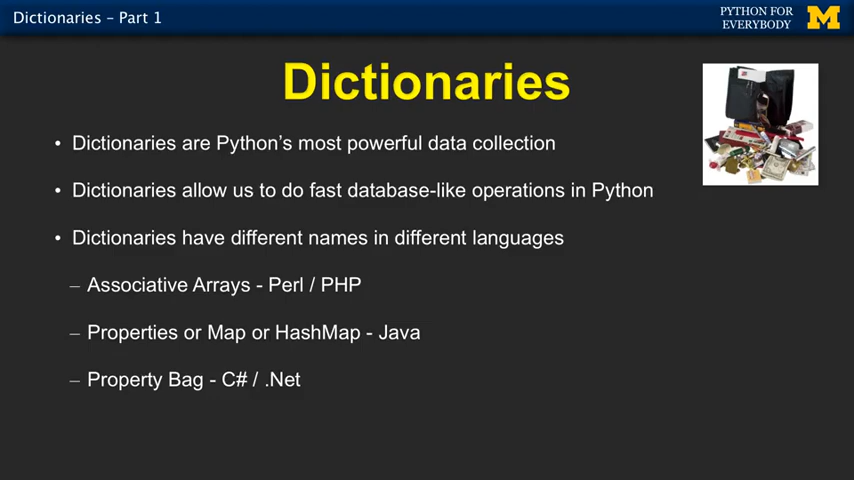 Dictionaries – Part 1
PYTHON FOR
EVERYBODY
M
Dictionaries
• Dictionaries are Python's most powerful data collection
• Dictionaries allow us to do fast database-like operations in Python
• Dictionaries have different names in different languages
– Associative Arrays - Perl / PHP
– Properties or Map or HashMap - Java
– Property Bag - C# / .Net